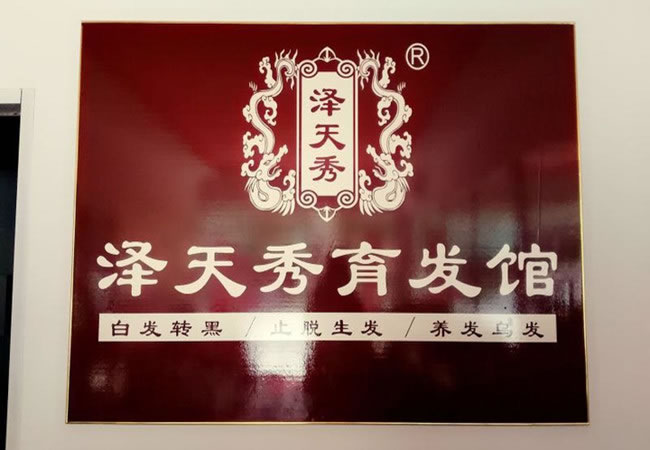 泽天秀
®
泽天秀育发馆
白发转黑 / 止脱生发 / 养发乌发